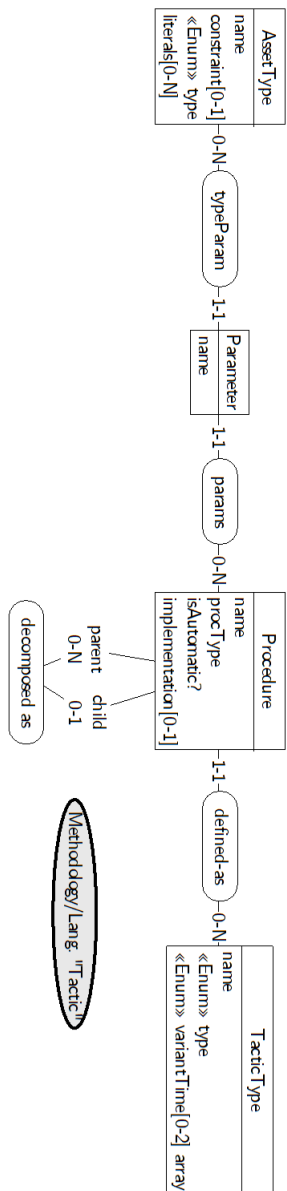 AssetType
name
constraint[0-1]
«Enum» type
literals[0-N]
0-N
typeParam
1-1
Parameter
name
1-1
params
0-N
Procedure
name
procType
isAutomatic?
implementation[0-1]
parent
0-N
child
0-1
decomposed as
1-1
defined-as
0-N
TacticType
name
«Enum» type
«Enum» variantTime[0-2] array
Methodology/Lang. "Tactic"